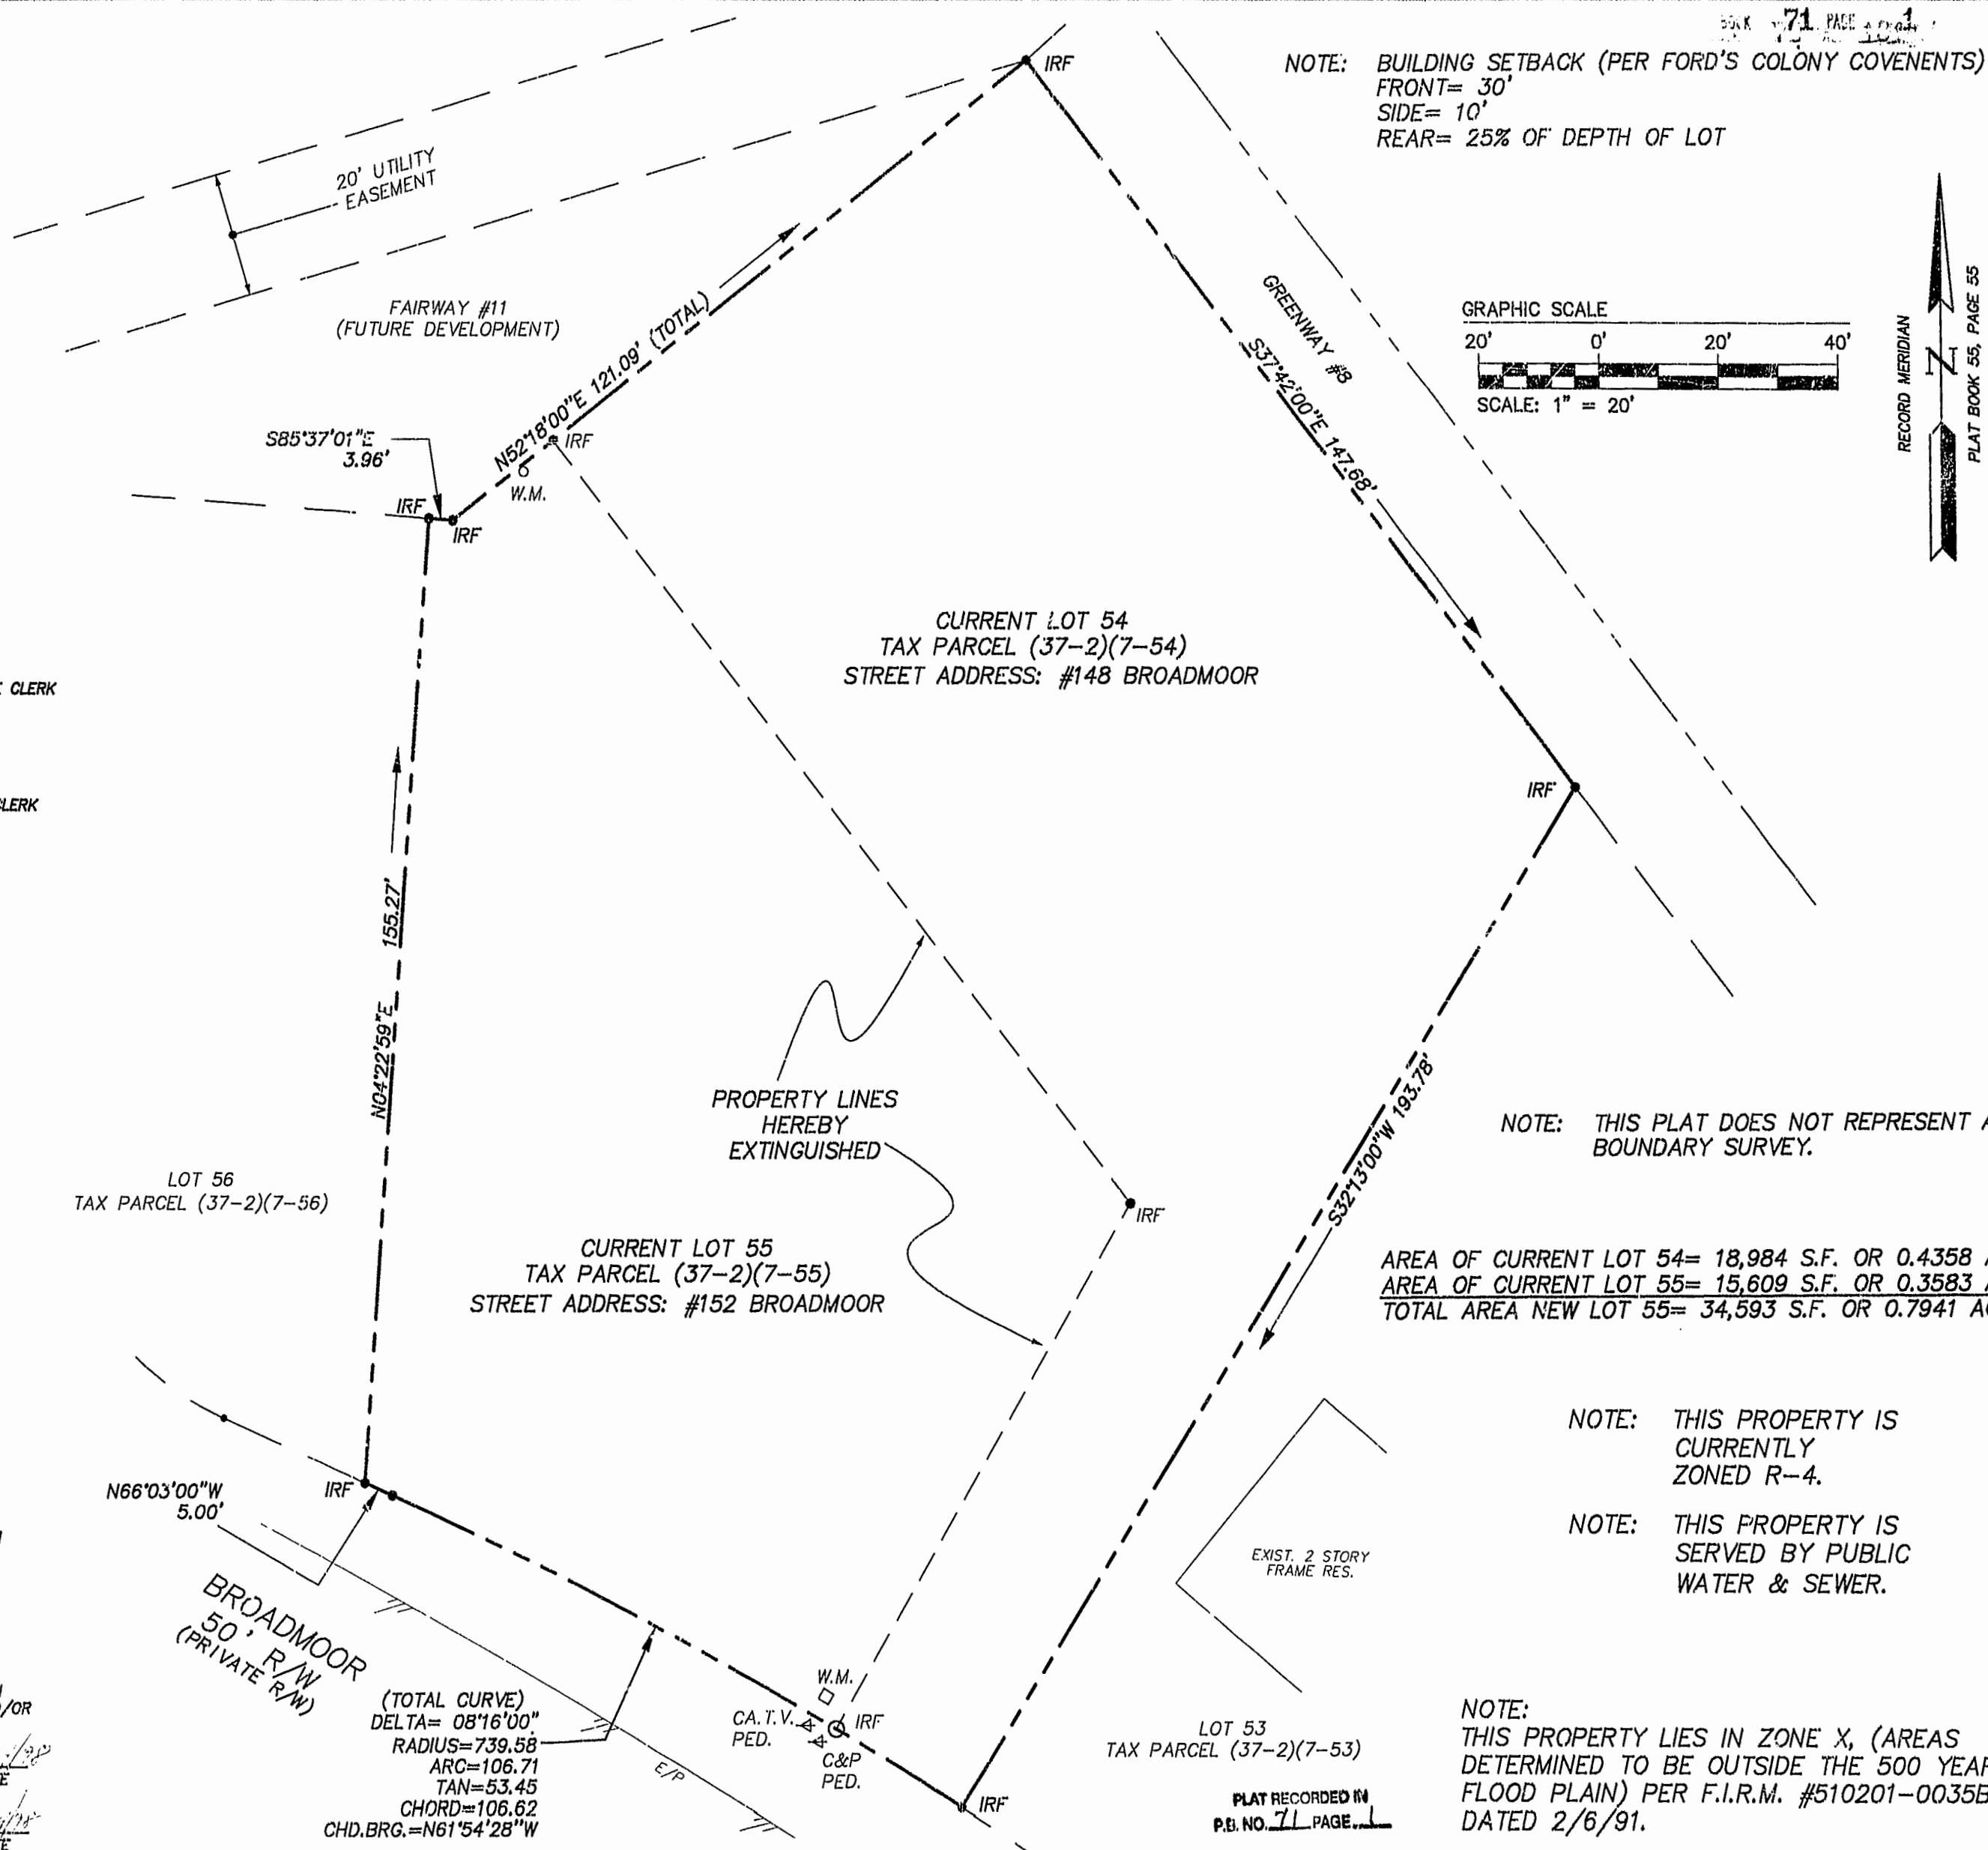 BOOK 71 PAGE 1
NOTE: BUILDING SETBACK (PER FORD'S COLONY COVENENTS)
FRONT= 30'
SIDE= 10'
REAR= 25% OF DEPTH OF LOT
IRF
20' UTILITY
EASEMENT
FAIRWAY #11
(FUTURE DEVELOPMENT)
N52°18'00"E 121.09' (TOTAL)
GREENWAY #8
S37°42'00"E 147.68'
GRAPHIC SCALE
20' 0' 20' 40'
SCALE: 1" = 20'
RECORD MERIDIAN
N
PLAT BOOK 55, PAGE 55
S85°37'01"E
3.96'
IRF
W.M.
IRF
IRF
CURRENT LOT 54
TAX PARCEL (37-2)(7-54)
STREET ADDRESS: #148 BROADMOOR
CLERK
CLERK
IRF
N04°22'59"E 155.27'
PROPERTY LINES
HEREBY
EXTINGUISHED
S32°13'00"W 193.78'
NOTE: THIS PLAT DOES NOT REPRESENT A
BOUNDARY SURVEY.
LOT 56
TAX PARCEL (37-2)(7-56)
IRF
CURRENT LOT 55
TAX PARCEL (37-2)(7-55)
STREET ADDRESS: #152 BROADMOOR
AREA OF CURRENT LOT 54= 18,984 S.F. OR 0.4358 A
AREA OF CURRENT LOT 55= 15,609 S.F. OR 0.3583 A
TOTAL AREA NEW LOT 55= 34,593 S.F. OR 0.7941 AC
NOTE: THIS PROPERTY IS
CURRENTLY
ZONED R-4.
N66°03'00"W
5.00'
IRF
NOTE: THIS PROPERTY IS
SERVED BY PUBLIC
WATER & SEWER.
EXIST. 2 STORY
FRAME RES.
BROADMOOR
50' R/W
(PRIVATE R/W)
/OR
(TOTAL CURVE)
DELTA= 08°16'00"
RADIUS=739.58
ARC=106.71
TAN=53.45
CHORD=106.62
CHD.BRG.=N61°54'28"W
E/P
W.M.
CA.T.V.
PED.
IRF
C&P
PED.
IRF
LOT 53
TAX PARCEL (37-2)(7-53)
PLAT RECORDED IN
P.B. NO. 71 PAGE 1
NOTE:
THIS PROPERTY LIES IN ZONE X, (AREAS
DETERMINED TO BE OUTSIDE THE 500 YEAR
FLOOD PLAIN) PER F.I.R.M. #510201-0035B
DATED 2/6/91.